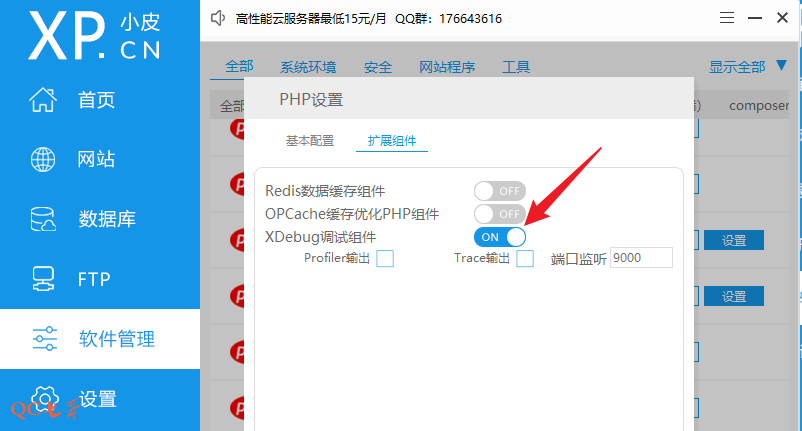 XP.CN 小皮
高性能云服务器最低15元/月 QQ群：176643616
首页
网站
数据库
FTP
软件管理
设置
全部 系统环境 安全 网站程序 工具 显示全部
全部 composer
PHP设置
基本配置 扩展组件
Redis数据缓存组件 OFF
OPCache缓存优化PHP组件 OFF
XDebug调试组件 ON
Profiler输出 Trace输出 端口监听 9000
设置
设置